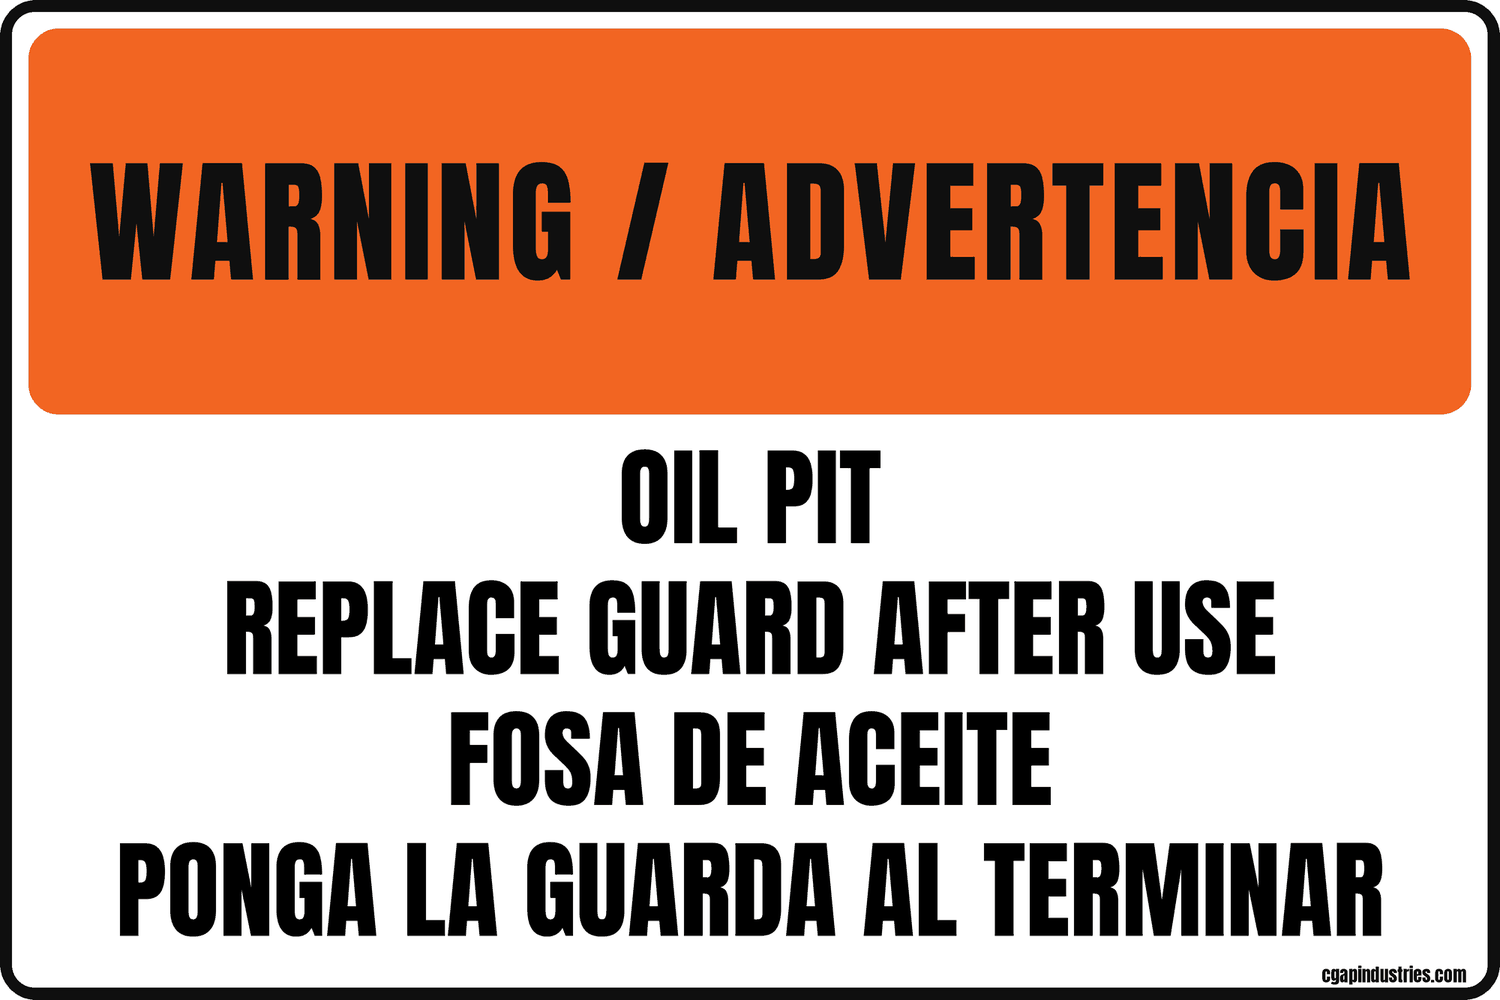 WARNING / ADVERTENCIA
OIL PIT
REPLACE GUARD AFTER USE
FOSA DE ACEITE
PONGA LA GUARDA AL TERMINAR
cgapindustries.com